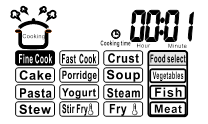 Cooking
00:01
Cooking time Hour Minute
Fine Cook Fast Cook Crust Food select
Cake Porridge Soup Vegetables
Pasta Yogurt Steam Fish
Stew Stir Fry Fry Meat